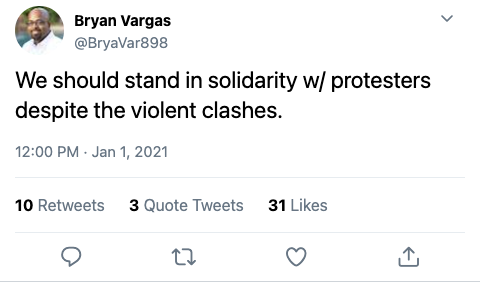 Bryan Vargas
@BryaVar898
We should stand in solidarity w/ protesters
despite the violent clashes.
12:00 PM · Jan 1, 2021
10 Retweets 3 Quote Tweets 31 Likes